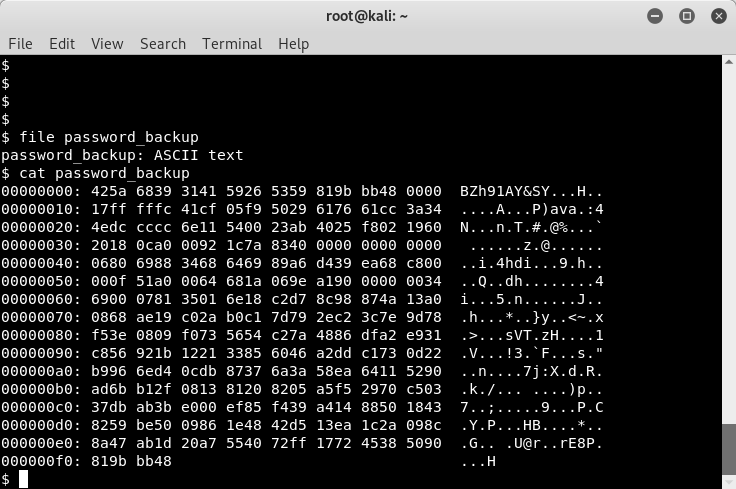 root@kali: ~
File Edit View Search Terminal Help
$
$
$
$
$ file password_backup
password_backup: ASCII text
$ cat password_backup
00000000: 425a 6839 3141 5926 5359 819b bb48 0000  BZh91AY&SY...H..
00000010: 17ff fffc 41cf 05f9 5029 6176 61cc 3a34  ....A...P)ava.:4
00000020: 4edc cccc 6e11 5400 23ab 4025 f802 1960  N...n.T.#.@%...`
00000030: 2018 0ca0 0092 1c7a 8340 0000 0000 0000   ......z.@......
00000040: 0680 6988 3468 6469 89a6 d439 ea68 c800  ..i.4hdi...9.h..
00000050: 000f 51a0 0064 681a 069e a190 0000 0034  ..Q..dh........4
00000060: 6900 0781 3501 6e18 c2d7 8c98 874a 13a0  i...5.n......J..
00000070: 0868 ae19 c02a b0c1 7d79 2ec2 3c7e 9d78  .h...*..}y..<~.x
00000080: f53e 0809 f073 5654 c27a 4886 dfa2 e931  .>...sVT.zH....1
00000090: c856 921b 1221 3385 6046 a2dd c173 0d22  .V...!3.`F...s."
000000a0: b996 6ed4 0cdb 8737 6a3a 58ea 6411 5290  ..n....7j:X.d.R.
000000b0: ad6b b12f 0813 8120 8205 a5f5 2970 c503  .k./... ....)p..
000000c0: 37db ab3b e000 ef85 f439 a414 8850 1843  7..;.....9...P.C
000000d0: 8259 be50 0986 1e48 42d5 13ea 1c2a 098c  .Y.P...HB....*..
000000e0: 8a47 ab1d 20a7 5540 72ff 1772 4538 5090  .G.. .U@r..rE8P.
000000f0: 819b bb48                                ...H
$